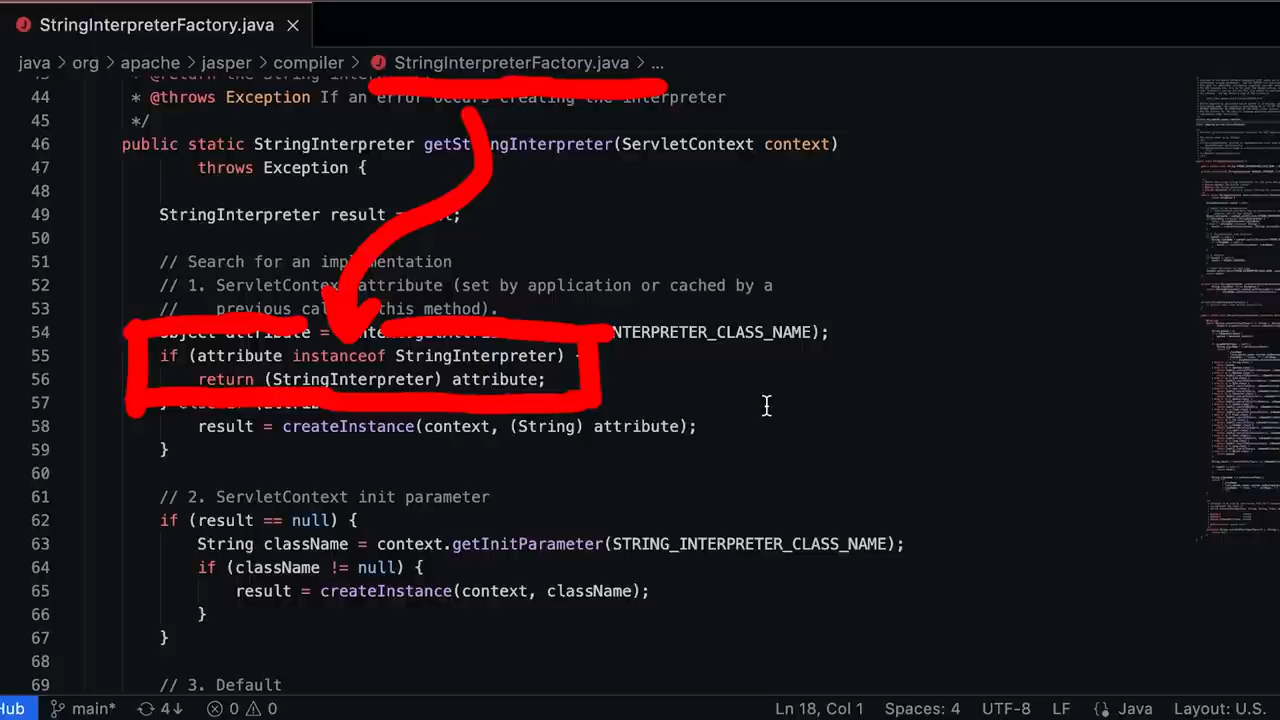 StringInterpreterFactory.java ×
java > org > apache > jasper > compiler > StringInterpreterFactory.java > ...
44 * @throws Exception If an error occurs creating the interpreter
45 */
46 public static StringInterpreter getStringInterpreter(ServletContext context)
47 throws Exception {
48
49 StringInterpreter result =
50
51 // Search for an implementation
52 // 1. ServletContext attribute (set by application or cached by a
53 // previous this method).
54 attribute = NTERPRETER_CLASS_NAME);
55 if (attribute instanceof StringInterpreter)
56 return (StringInterpreter) attribute;
57
58 result = createInstance(context, (String) attribute);
59 }
60
61 // 2. ServletContext init parameter
62 if (result == null) {
63 String className = context.getInitParameter(STRING_INTERPRETER_CLASS_NAME);
64 if (className != null) {
65 result = createInstance(context, className);
66 }
67 }
68
69 // 3. Default
Hub main* 4↓ 0 0 Ln 18, Col 1 Spaces: 4 UTF-8 LF {} Java Layout: U.S.